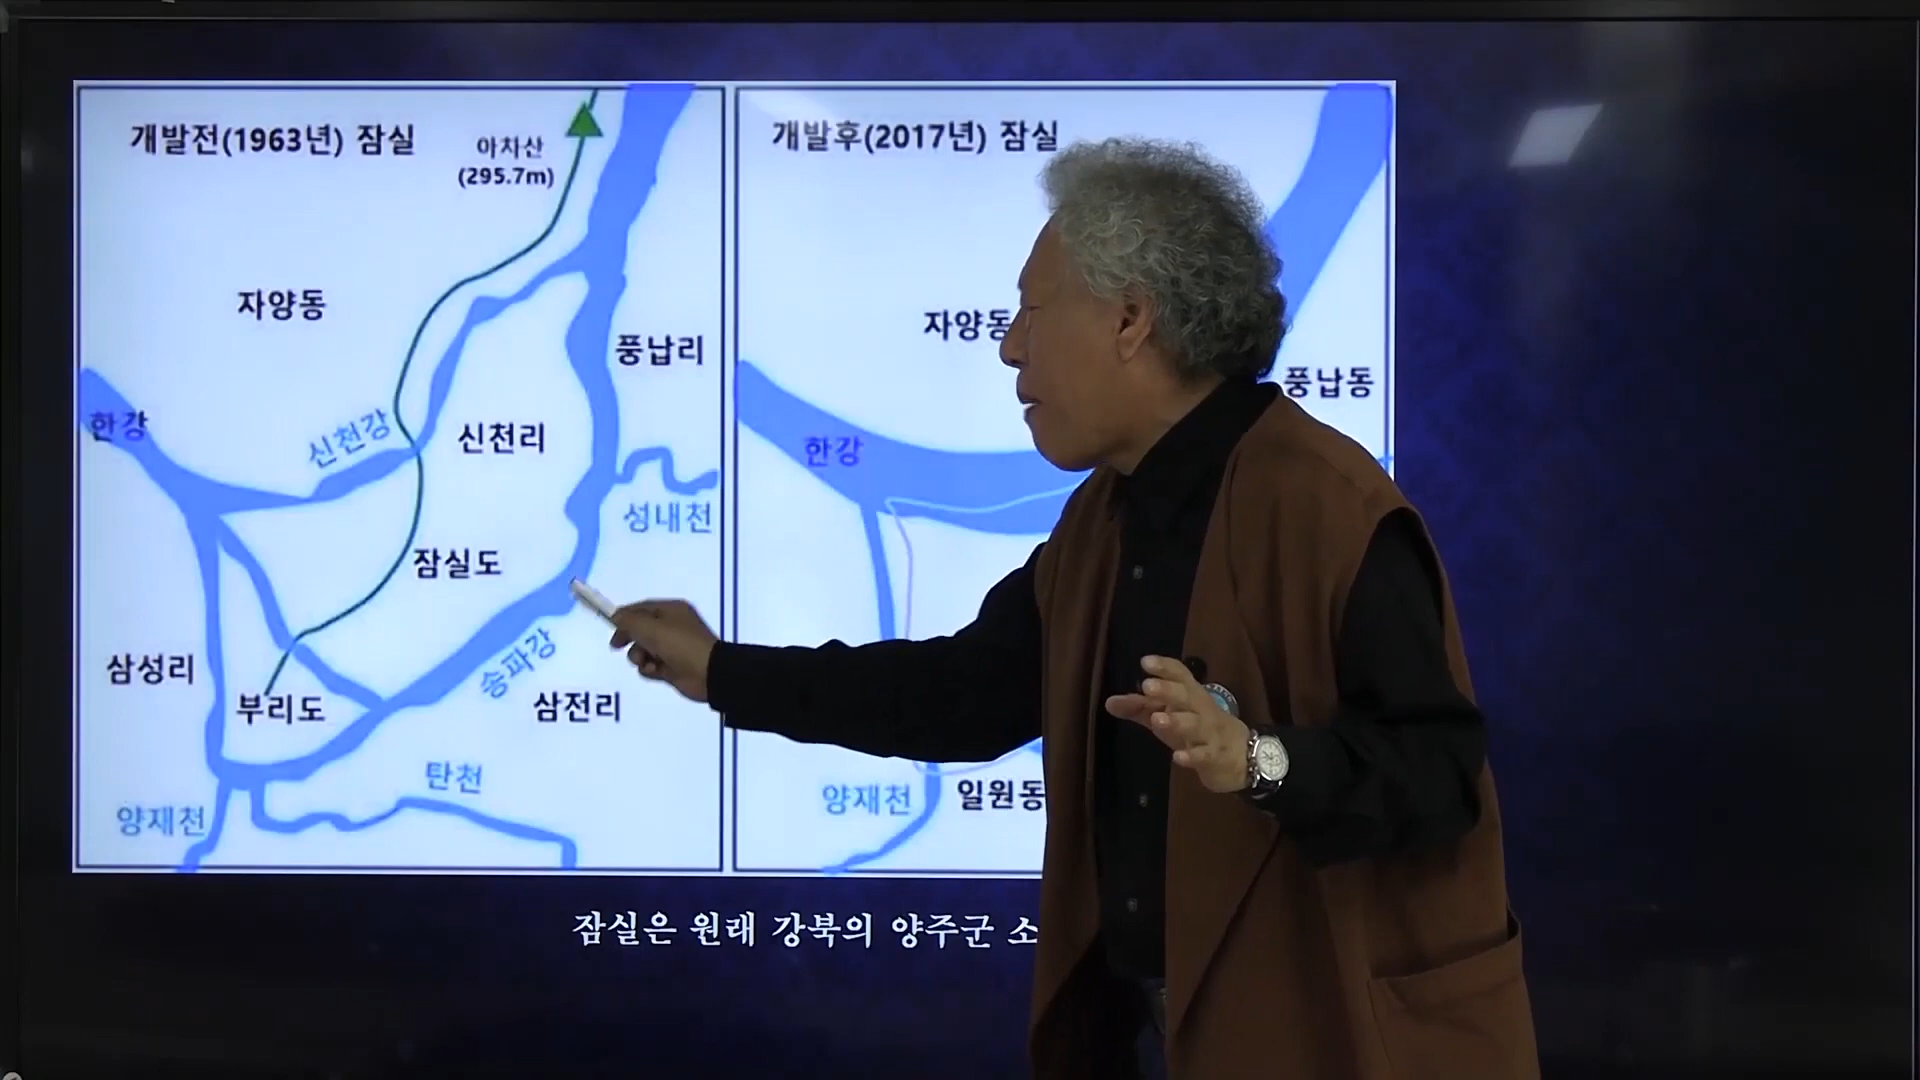 개발전(1963년) 잠실
아차산
(295.7m)
자양동
풍납리
한강
신천강
신천리
성내천
잠실도
송파강
삼성리
부리도
삼전리
탄천
양재천
개발후(2017년) 잠실
자양동
풍납동
한강
양재천
일원동
잠실은 원래 강북의 양주군 소